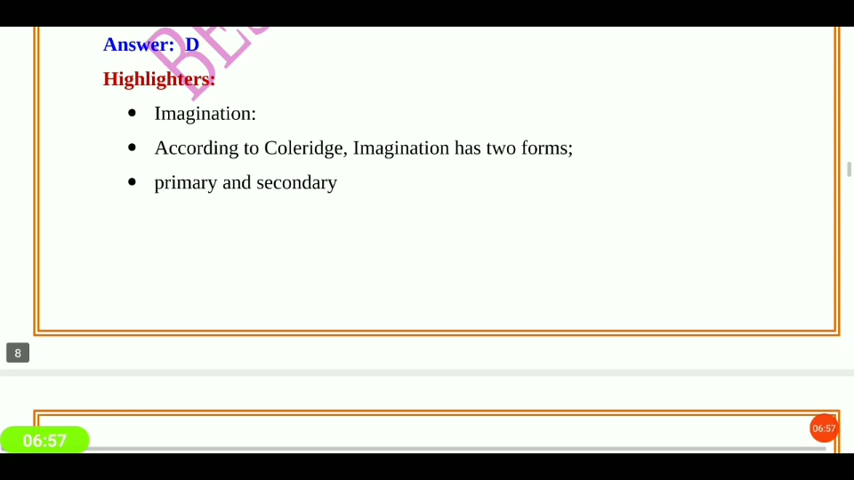 Answer: D
Highlighters:
• Imagination:
• According to Coleridge, Imagination has two forms;
• primary and secondary
8
06:57
06:57